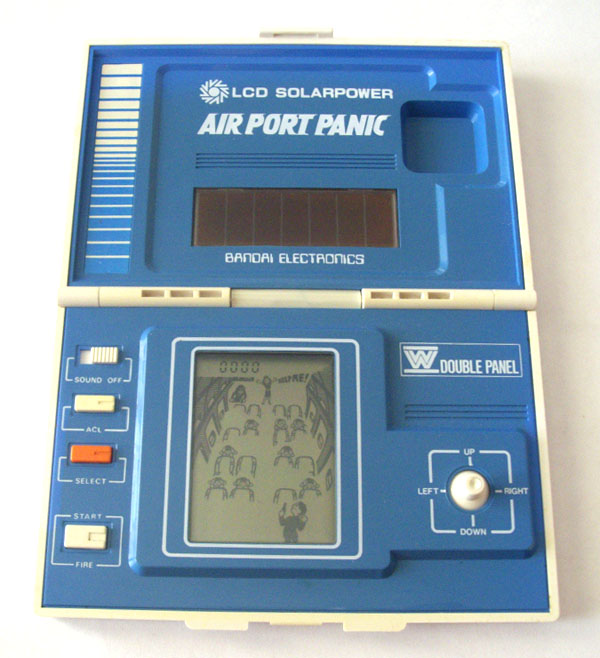 LCD SOLARPOWER
AIR PORT PANIC
BANDAI ELECTRONICS
W DOUBLE PANEL
SOUND OFF
ACL
SELECT
START
FIRE
0000
UP
LEFT
RIGHT
DOWN